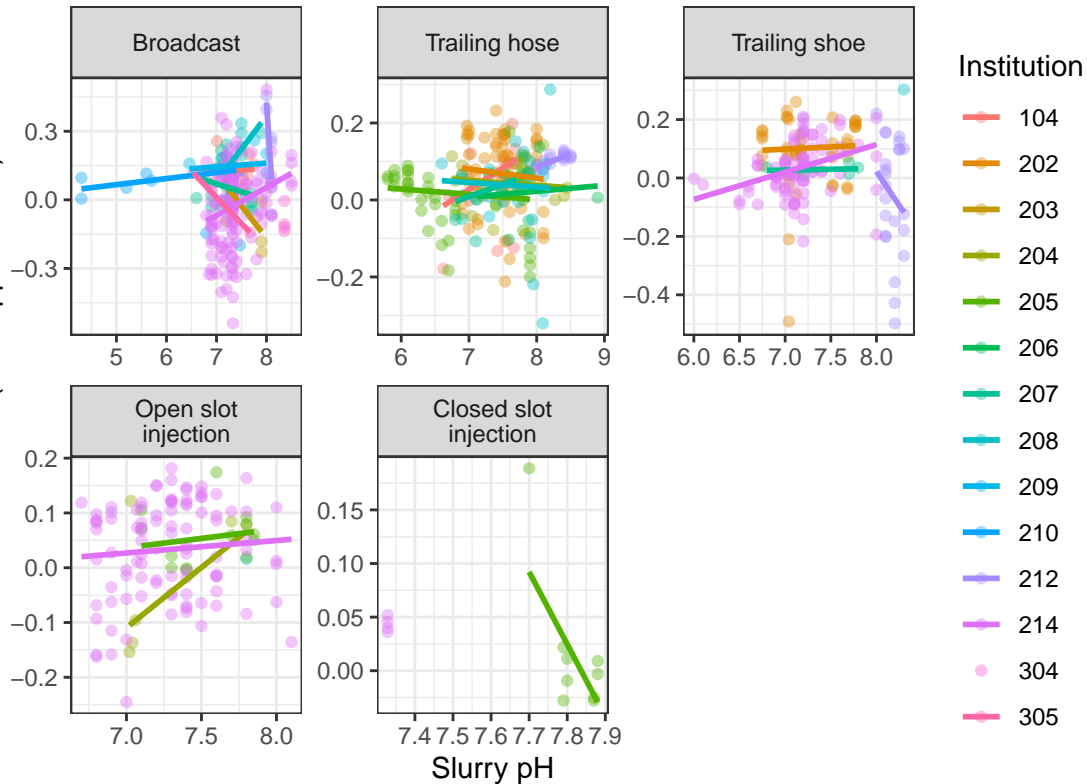 Broadcast
Trailing hose
Trailing shoe
0.3
0.0
−0.3
5 6 7 8
0.2
0.0
−0.2
6 7 8 9
0.2
0.0
−0.2
−0.4
6.0 6.5 7.0 7.5 8.0
Open slot
injection
Closed slot
injection
0.2
0.1
0.0
−0.1
−0.2
7.0 7.5 8.0
0.15
0.10
0.05
0.00
7.4 7.5 7.6 7.7 7.8 7.9
Slurry pH
Institution
104
202
203
204
205
206
207
208
209
210
212
214
304
305